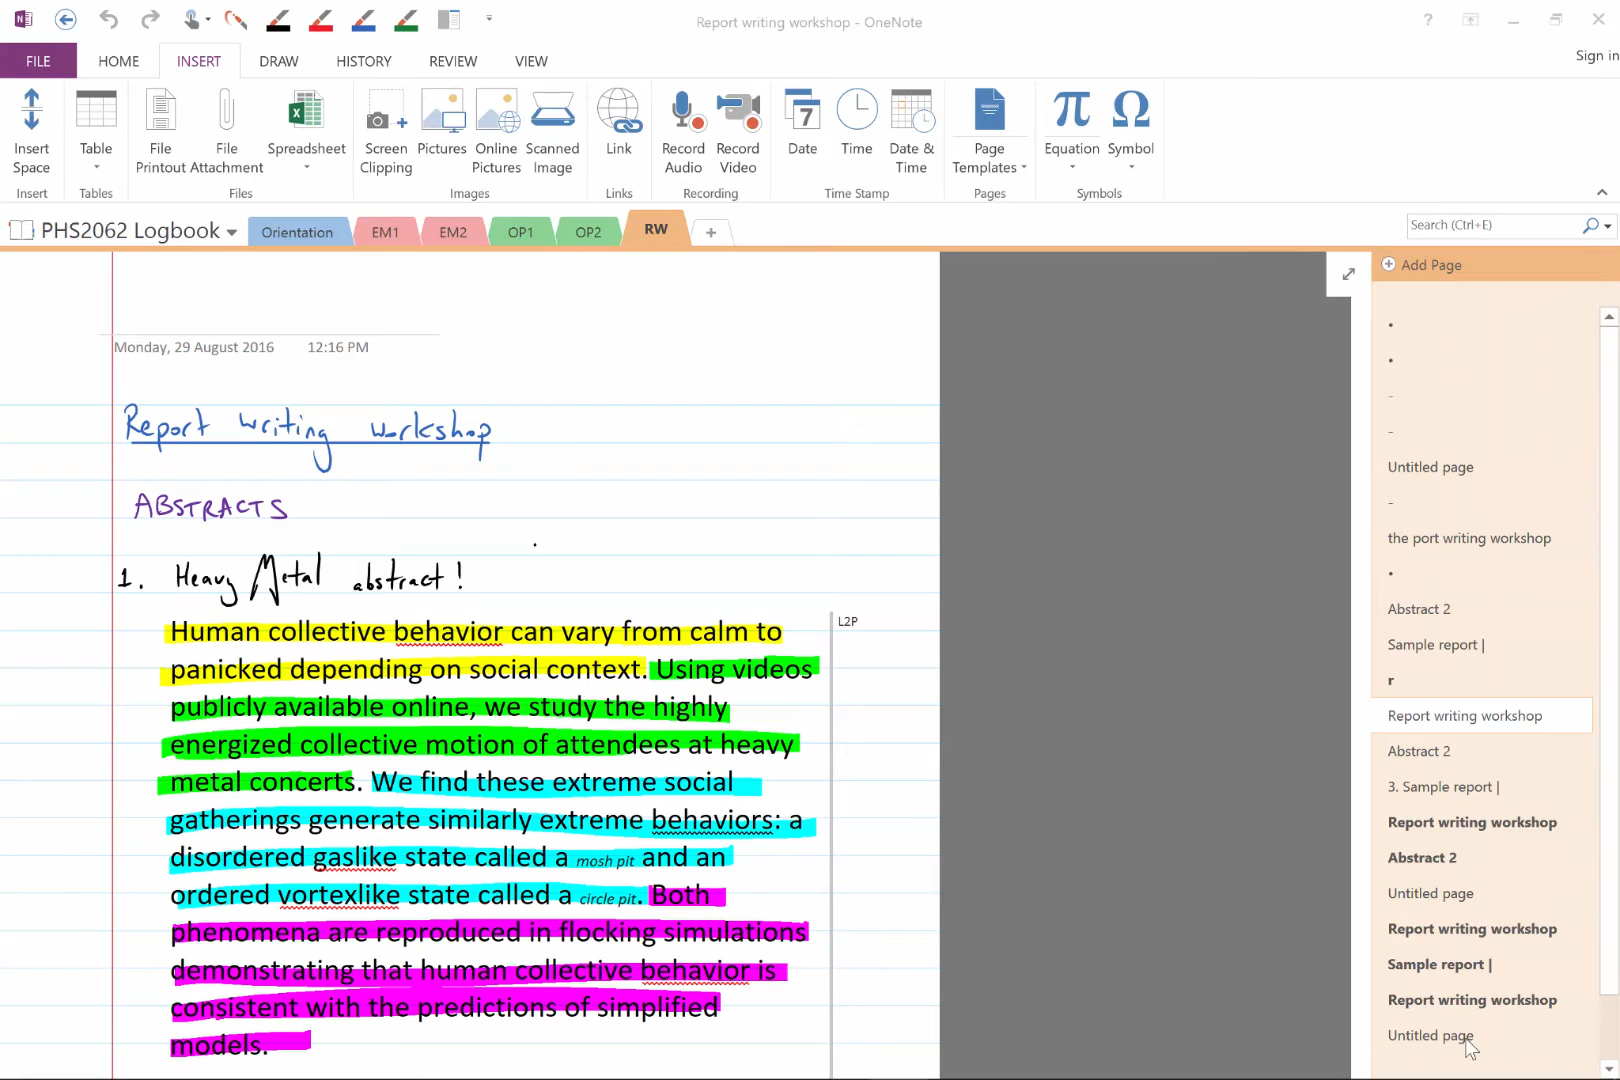 Report writing workshop - OneNote
?
FILE HOME INSERT DRAW HISTORY REVIEW VIEW
Sign in
Insert Space
Table
File Printout
File Attachment
Spreadsheet
Screen Clipping
Pictures
Online Pictures
Scanned Image
Link
Record Audio
Record Video
7
Date
Time
Date & Time
Page Templates
π
Equation
Ω
Symbol
Insert Tables Files Images Links Recording Time Stamp Pages Symbols
PHS2062 Logbook
Orientation EM1 EM2 OP1 OP2 RW +
Search (Ctrl+E)
Monday, 29 August 2016 12:16 PM
Report writing workshop
ABSTRACTS
1. Heavy Metal abstract!
Human collective behavior can vary from calm to
panicked depending on social context. Using videos
publicly available online, we study the highly
energized collective motion of attendees at heavy
metal concerts. We find these extreme social
gatherings generate similarly extreme behaviors: a
disordered gaslike state called a mosh pit and an
ordered vortexlike state called a circle pit. Both
phenomena are reproduced in flocking simulations
demonstrating that human collective behavior is
consistent with the predictions of simplified
models.
L2P
Add Page
•
•
-
-
Untitled page
-
the port writing workshop
•
Abstract 2
Sample report |
r
Report writing workshop
Abstract 2
3. Sample report |
Report writing workshop
Abstract 2
Untitled page
Report writing workshop
Sample report |
Report writing workshop
Untitled page